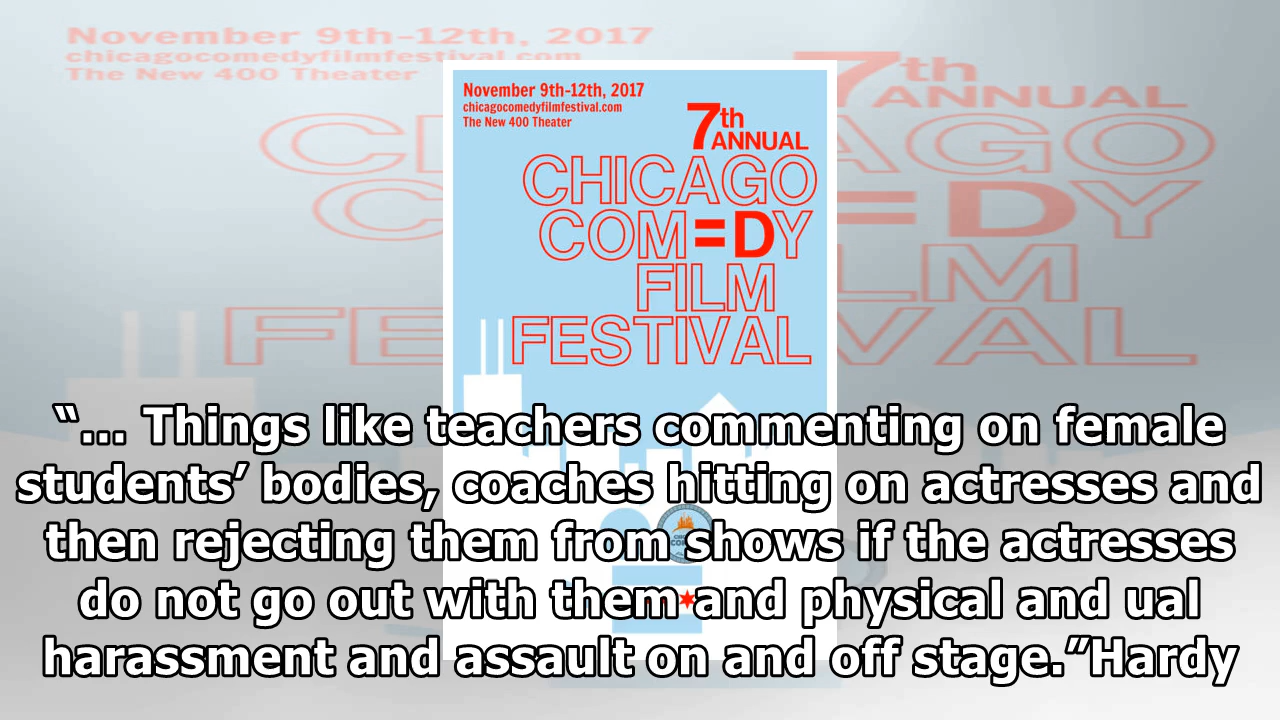 November 9th-12th, 2017
chicagocomedyfilmfestival.com
The New 400 Theater
7th
ANNUAL
CHICAGO
COM=DY
FILM
FESTIVAL
“... Things like teachers commenting on female
students’ bodies, coaches hitting on actresses and
then rejecting them from shows if the actresses
do not go out with them and physical and ual
harassment and assault on and off stage.”Hardy